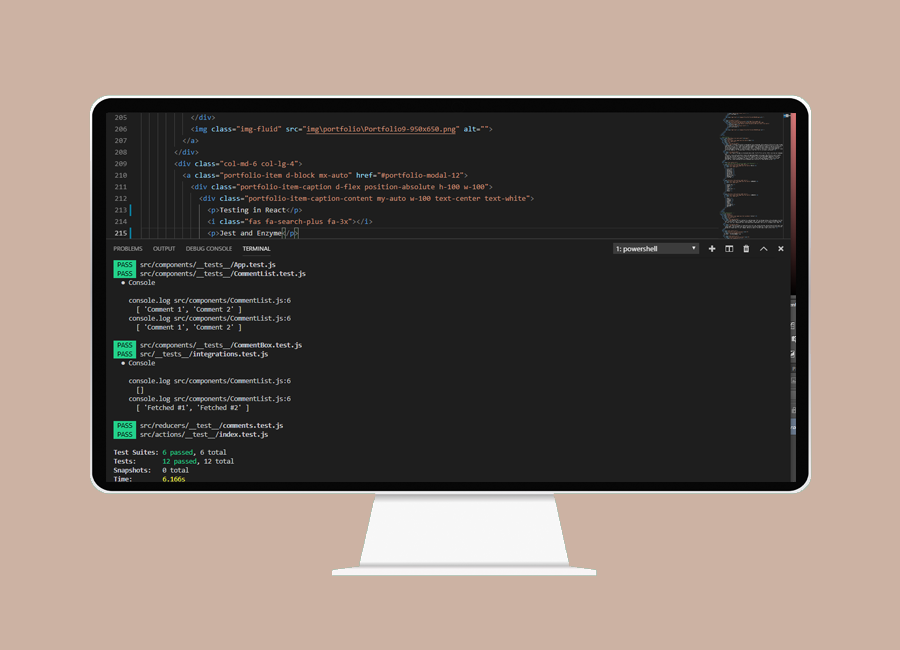 205 </div>
206 <img class="img-fluid" src="img\portfolio\Portfolio9-950x650.png" alt="">
207 </a>
208 </div>
209 <div class="col-md-6 col-lg-4">
210 <a class="portfolio-item d-block mx-auto" href="#portfolio-modal-12">
211 <div class="portfolio-item-caption d-flex position-absolute h-100 w-100">
212 <div class="portfolio-item-caption-content my-auto w-100 text-center text-white">
213 <p>Testing in React</p>
214 <i class="fas fa-search-plus fa-3x"></i>
215 <p>Jest and Enzyme</p>
PROBLEMS OUTPUT DEBUG CONSOLE TERMINAL 1: powershell
PASS src/components/__tests__/App.test.js
PASS src/components/__tests__/CommentList.test.js
● Console
console.log src/components/CommentList.js:6
[ 'Comment 1', 'Comment 2' ]
console.log src/components/CommentList.js:6
[ 'Comment 1', 'Comment 2' ]
PASS src/components/__tests__/CommentBox.test.js
PASS src/__tests__/integrations.test.js
● Console
console.log src/components/CommentList.js:6
[]
console.log src/components/CommentList.js:6
[ 'Fetched #1', 'Fetched #2' ]
PASS src/reducers/__test__/comments.test.js
PASS src/actions/__test__/index.test.js
Test Suites: 6 passed, 6 total
Tests: 12 passed, 12 total
Snapshots: 0 total
Time: 6.166s